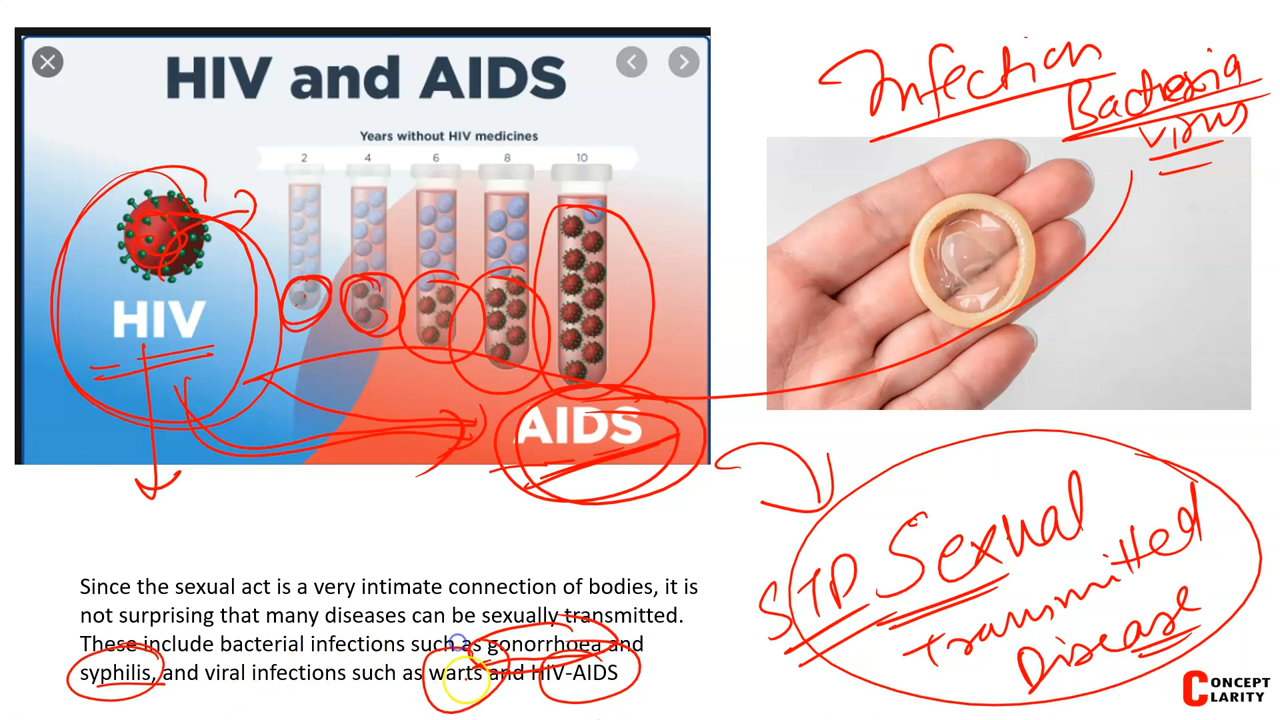 HIV and AIDS
Years without HIV medicines
2 4 6 8 10
HIV
AIDS
Infection
Bacteria
virus
STD Sexual
Transmitted
Disease
Since the sexual act is a very intimate connection of bodies, it is
not surprising that many diseases can be sexually transmitted.
These include bacterial infections such as gonorrhoea and
syphilis, and viral infections such as warts and HIV-AIDS
CONCEPT
CLARITY